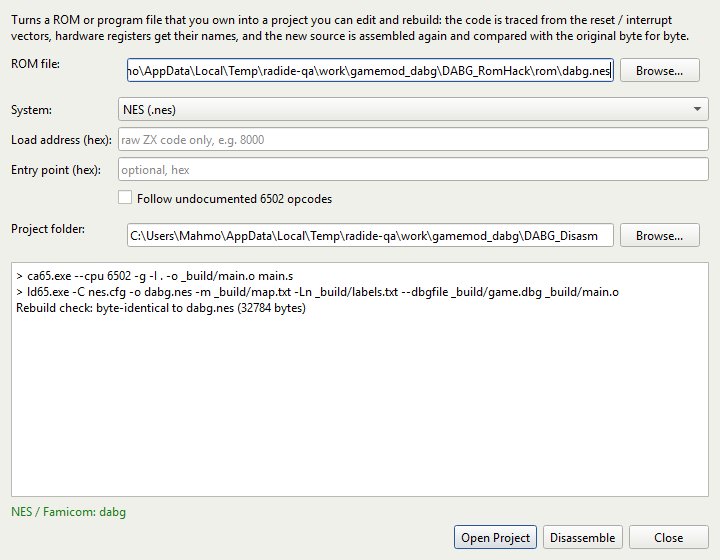 Turns a ROM or program file that you own into a project you can edit and rebuild: the code is traced from the reset / interrupt
vectors, hardware registers get their names, and the new source is assembled again and compared with the original byte for byte.
ROM file:
no\AppData\Local\Temp\radide-qa\work\gamemod_dabg\DABG_RomHack\rom\dabg.nes
Browse...
System:
NES (.nes)
Load address (hex):
raw ZX code only, e.g. 8000
Entry point (hex):
optional, hex
Follow undocumented 6502 opcodes
Project folder:
C:\Users\Mahmo\AppData\Local\Temp\radide-qa\work\gamemod_dabg\DABG_Disasm
Browse...
> ca65.exe --cpu 6502 -g -I . -o _build/main.o main.s
> ld65.exe -C nes.cfg -o dabg.nes -m _build/map.txt -Ln _build/labels.txt --dbgfile _build/game.dbg _build/main.o
Rebuild check: byte-identical to dabg.nes (32784 bytes)
NES / Famicom: dabg
Open Project
Disassemble
Close